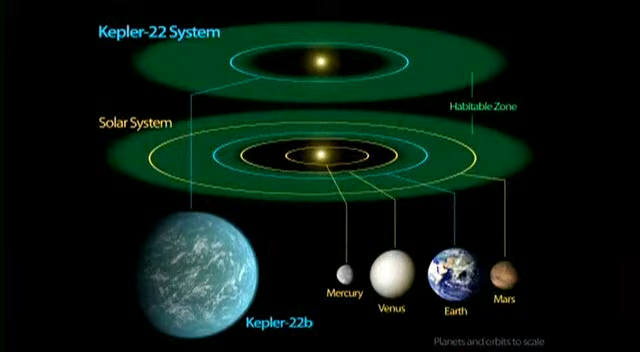 Kepler-22 System
Habitable Zone
Solar System
Mercury
Venus
Earth
Mars
Kepler-22b
Planets and orbits to scale